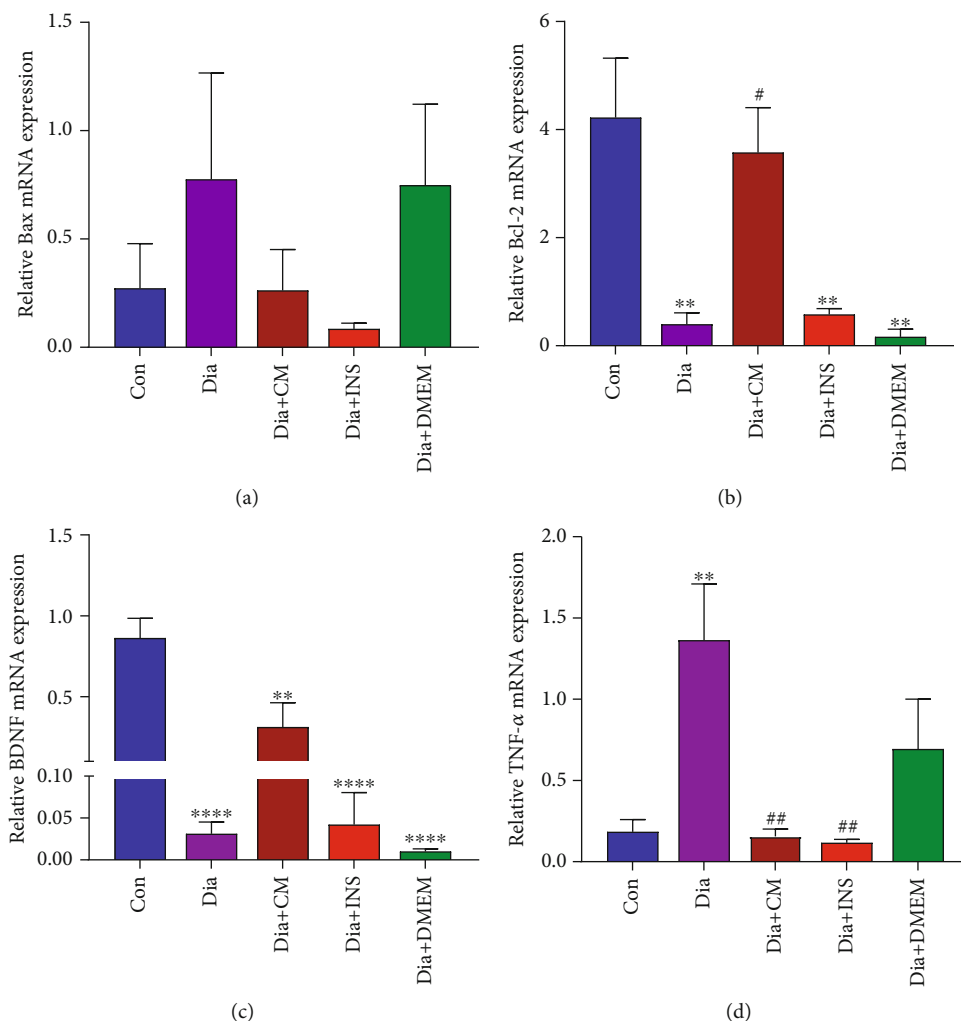 Relative Bax mRNA expression
1.5
1.0
0.5
0.0
Con
Dia
Dia+CM
Dia+INS
Dia+DMEM
(a)
Relative Bcl-2 mRNA expression
6
4
2
0
**
#
**
**
Con
Dia
Dia+CM
Dia+INS
Dia+DMEM
(b)
Relative BDNF mRNA expression
1.5
1.0
0.5
0.10
0.05
0.00
****
**
****
****
Con
Dia
Dia+CM
Dia+INS
Dia+DMEM
(c)
Relative TNF-α mRNA expression
2.0
1.5
1.0
0.5
0.0
**
##
##
Con
Dia
Dia+CM
Dia+INS
Dia+DMEM
(d)